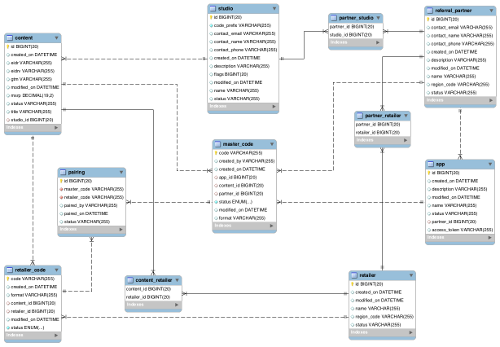 content
id BIGINT(20)
created_on DATETIME
eidr VARCHAR(255)
eisbn VARCHAR(255)
modified_on DATETIME
msrp DECIMAL(19,2)
status VARCHAR(255)
title VARCHAR(255)
studio_id BIGINT(20)
Indexes
studio
id BIGINT(20)
code_prefix VARCHAR(255)
contact_email VARCHAR(255)
contact_name VARCHAR(255)
contact_phone VARCHAR(255)
created_on DATETIME
description VARCHAR(255)
flags BIGINT(20)
modified_on DATETIME
name VARCHAR(255)
status VARCHAR(255)
Indexes
partner_studio
partner_id BIGINT(20)
studio_id BIGINT(20)
Indexes
referral_partner
id BIGINT(20)
contact_email VARCHAR(255)
contact_name VARCHAR(255)
contact_phone VARCHAR(255)
created_on DATETIME
description VARCHAR(255)
modified_on DATETIME
name VARCHAR(255)
region_code VARCHAR(255)
status VARCHAR(255)
Indexes
partner_retailer
partner_id BIGINT(20)
retailer_id BIGINT(20)
Indexes
master_code
code VARCHAR(255)
created_by VARCHAR(255)
created_on DATETIME
app_id BIGINT(20)
content_id BIGINT(20)
partner_id BIGINT(20)
status ENUM(...)
modified_on DATETIME
format VARCHAR(255)
Indexes
pairing
id BIGINT(20)
master_code VARCHAR(255)
retailer_code VARCHAR(255)
paired_by VARCHAR(255)
paired_on DATETIME
status VARCHAR(255)
Indexes
app
id BIGINT(20)
created_on DATETIME
description VARCHAR(255)
modified_on DATETIME
name VARCHAR(255)
status VARCHAR(255)
partner_id BIGINT(20)
access_token VARCHAR(255)
Indexes
retailer_code
code VARCHAR(255)
created_on DATETIME
format VARCHAR(255)
content_id BIGINT(20)
retailer_id BIGINT(20)
modified_on DATETIME
status ENUM(...)
Indexes
content_retailer
content_id BIGINT(20)
retailer_id BIGINT(20)
Indexes
retailer
id BIGINT(20)
created_on DATETIME
modified_on DATETIME
name VARCHAR(255)
region_code VARCHAR(255)
status VARCHAR(255)
Indexes